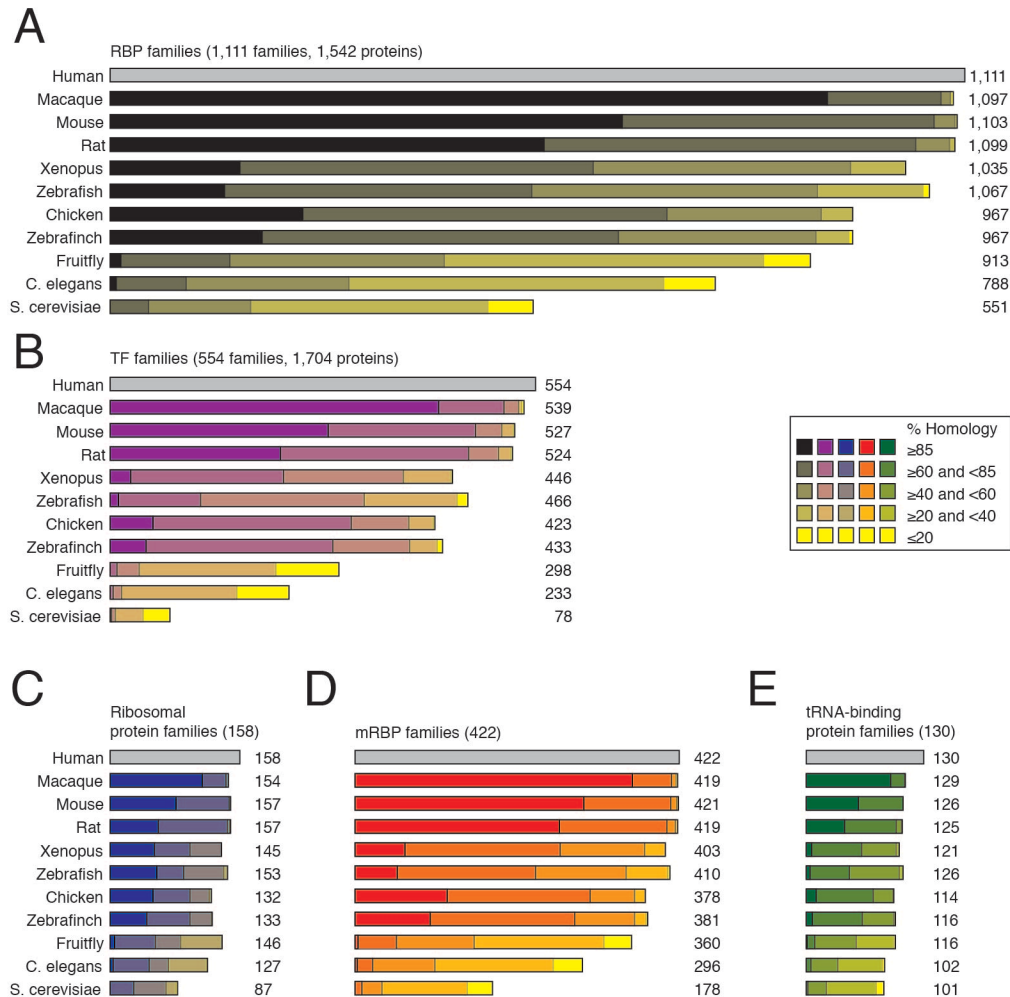 A
RBP families (1,111 families, 1,542 proteins)
Human 1,111
Macaque 1,097
Mouse 1,103
Rat 1,099
Xenopus 1,035
Zebrafish 1,067
Chicken 967
Zebrafinch 967
Fruitfly 913
C. elegans 788
S. cerevisiae 551
B
TF families (554 families, 1,704 proteins)
Human 554
Macaque 539
Mouse 527
Rat 524
Xenopus 446
Zebrafish 466
Chicken 423
Zebrafinch 433
Fruitfly 298
C. elegans 233
S. cerevisiae 78
% Homology
≥85
≥60 and <85
≥40 and <60
≥20 and <40
≤20
C
Ribosomal
protein families (158)
Human 158
Macaque 154
Mouse 157
Rat 157
Xenopus 145
Zebrafish 153
Chicken 132
Zebrafinch 133
Fruitfly 146
C. elegans 127
S. cerevisiae 87
D
mRBP families (422)
422
419
421
419
403
410
378
381
360
296
178
E
tRNA-binding
protein families (130)
130
129
126
125
121
126
114
116
116
102
101